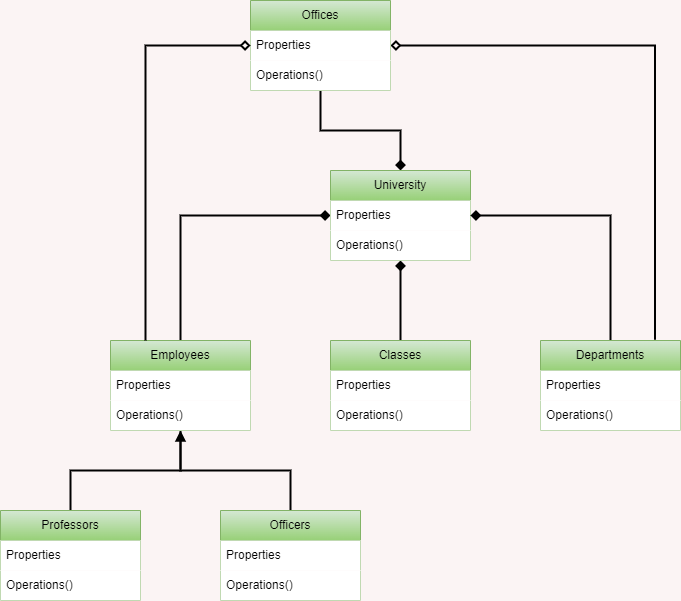 Offices
Properties
Operations()
University
Properties
Operations()
Employees
Properties
Operations()
Classes
Properties
Operations()
Departments
Properties
Operations()
Professors
Properties
Operations()
Officers
Properties
Operations()